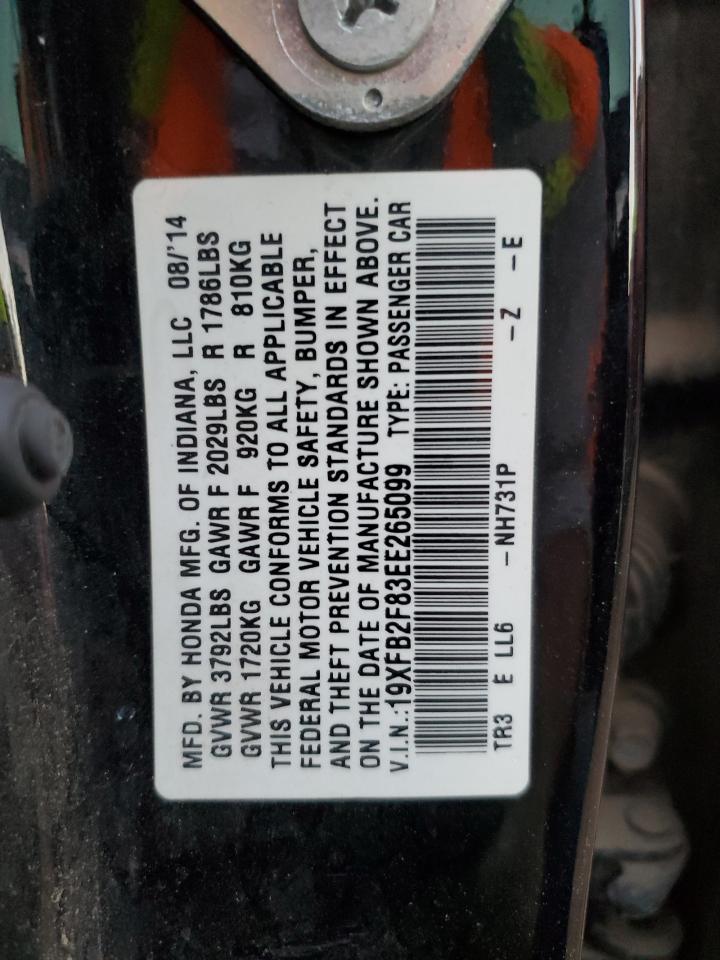 MFD. BY HONDA MFG. OF INDIANA, LLC 08/'14
GVWR 3792LBS GAWR F 2029LBS R 1786LBS
GVWR 1720KG GAWR F 920KG R 810KG
THIS VEHICLE CONFORMS TO ALL APPLICABLE
FEDERAL MOTOR VEHICLE SAFETY, BUMPER,
AND THEFT PREVENTION STANDARDS IN EFFECT
ON THE DATE OF MANUFACTURE SHOWN ABOVE.
V.I.N.:19XFB2F83EE265099 TYPE: PASSENGER CAR
TR3 E LL6 -NH731P -Z -E